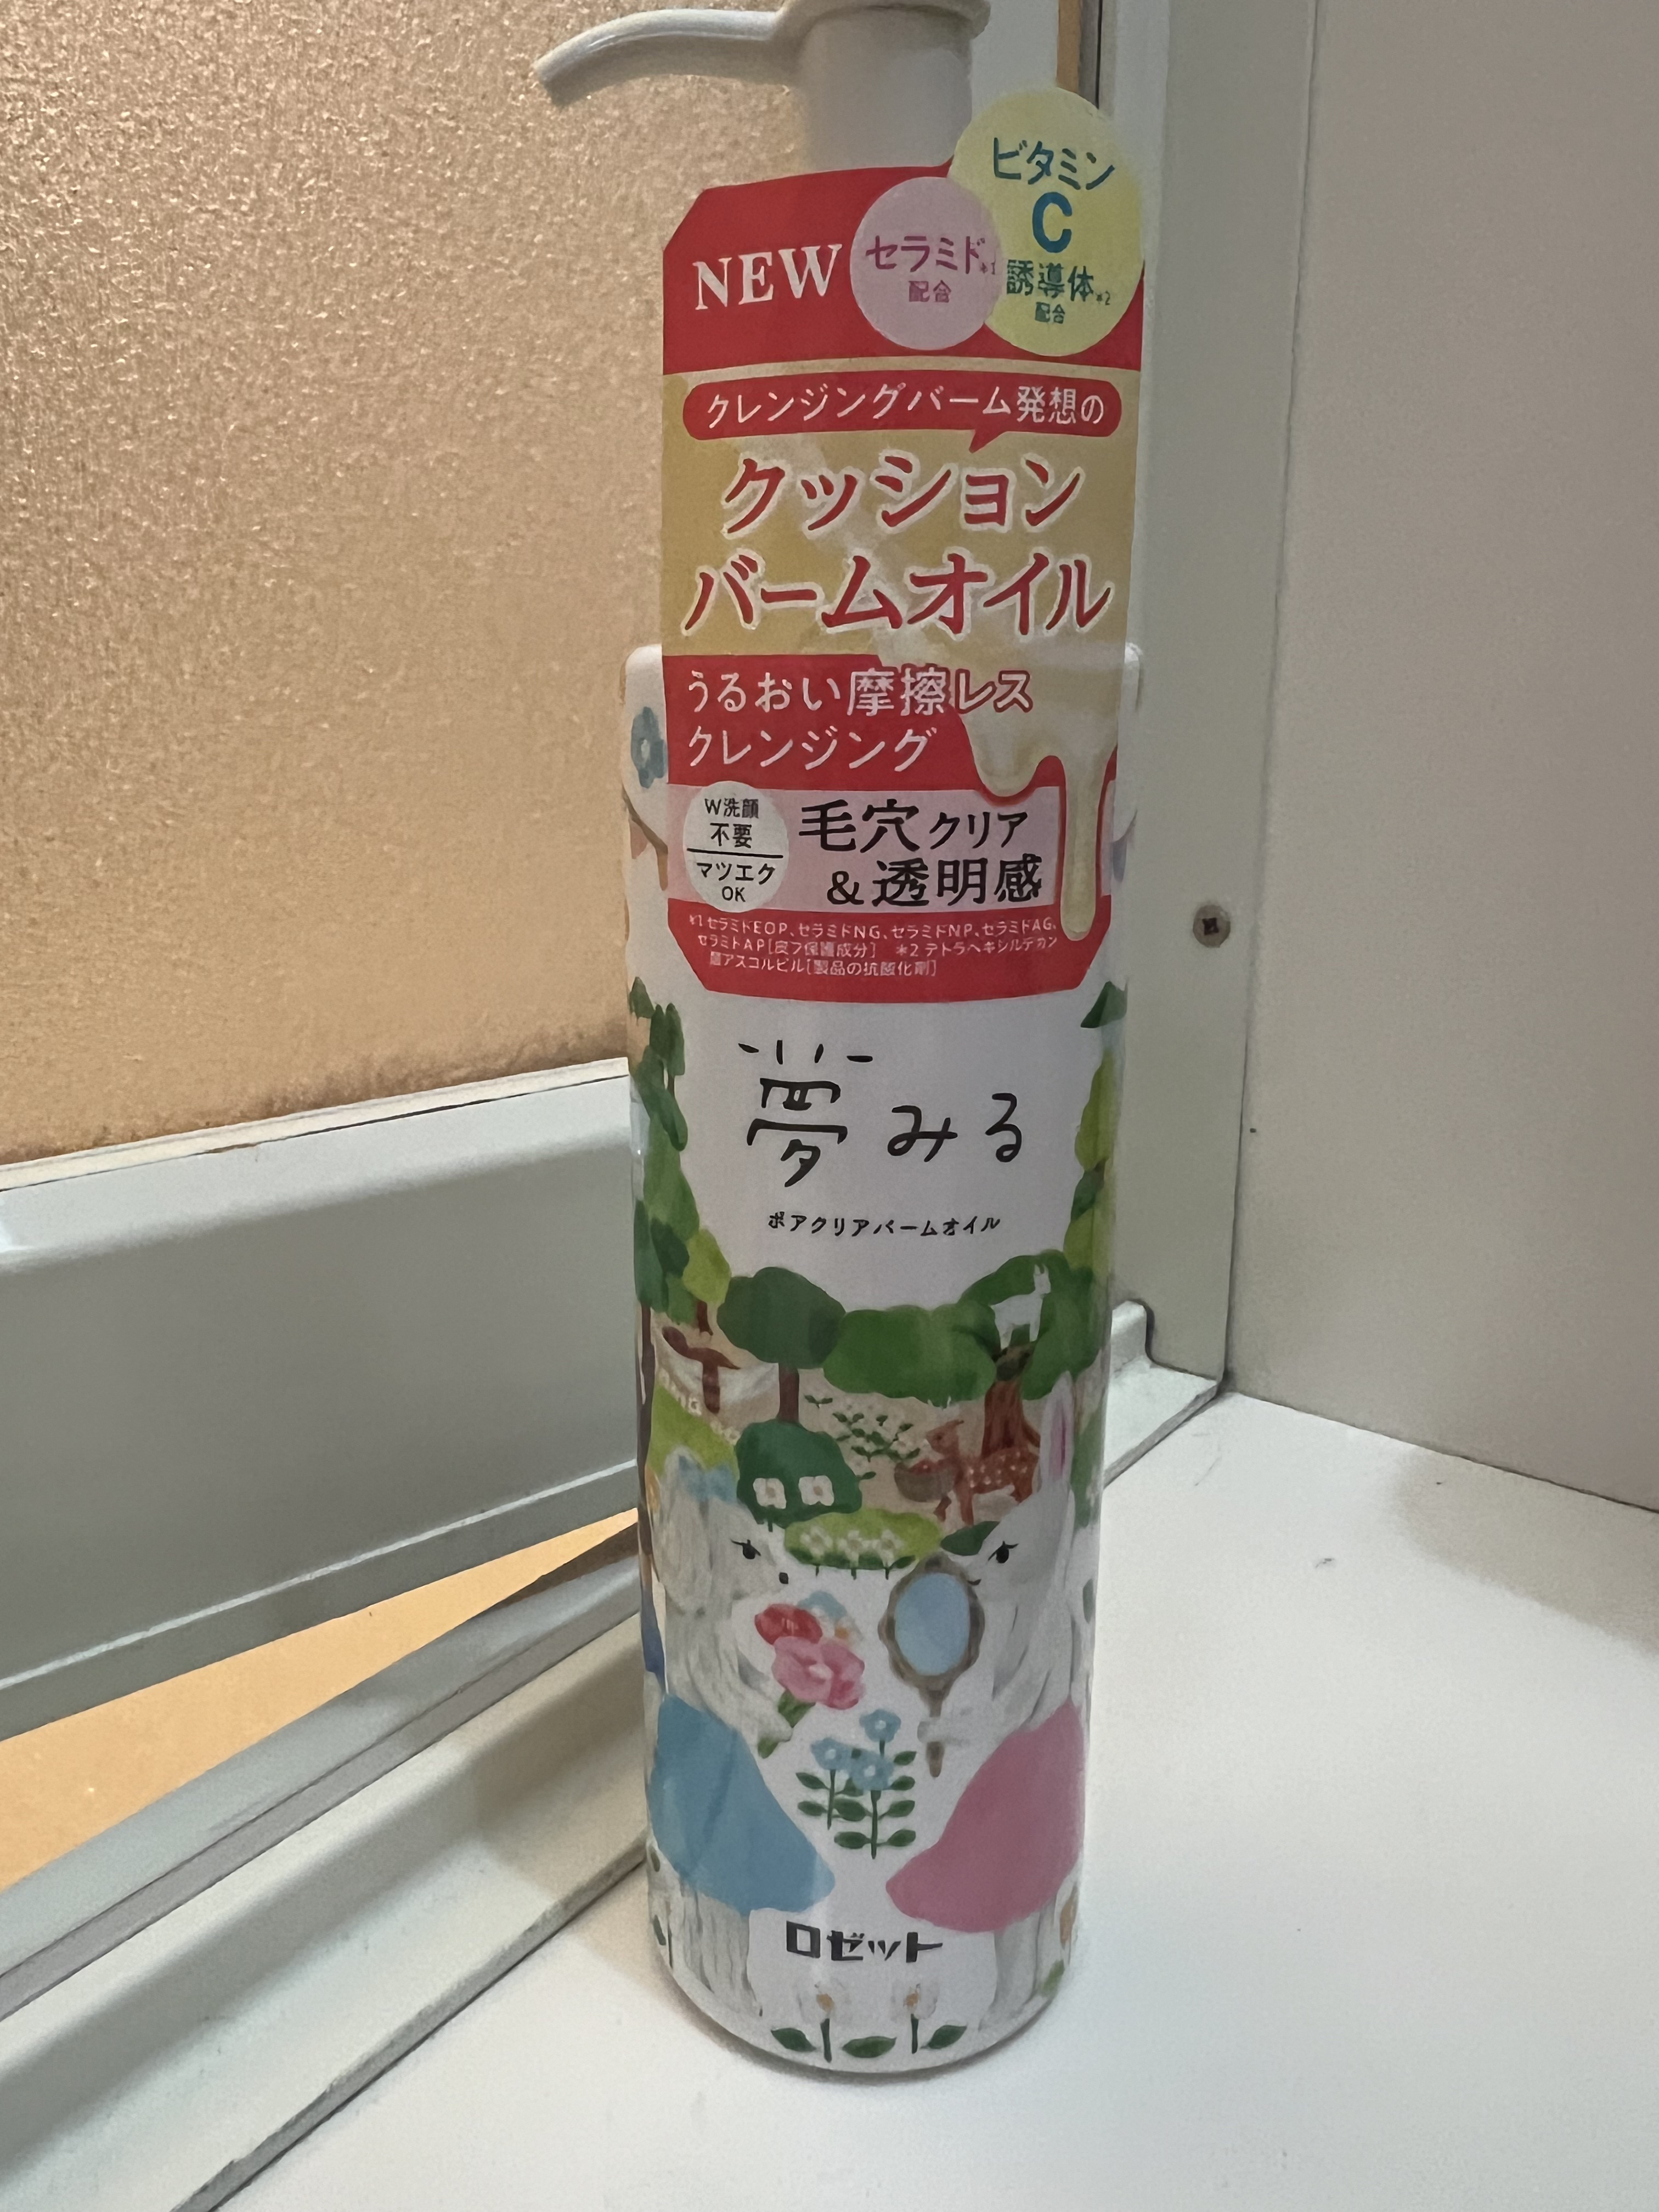 ビタミン
C
誘導体*2
配合
NEW
セラミド*1
配合
クレンジングバーム発想の
クッション
バームオイル
うるおい摩擦レス
クレンジング
W洗顔
不要
マツエク
OK
毛穴クリア
&透明感
*1 セラミドEOP、セラミドNG、セラミドNP、セラミドAG、
セラミドAP[皮フ保護成分] *2 テトラヘキシルデカン
酸アスコルビル[製品の抗酸化剤]
夢みる
ポアクリアバームオイル
ロゼット